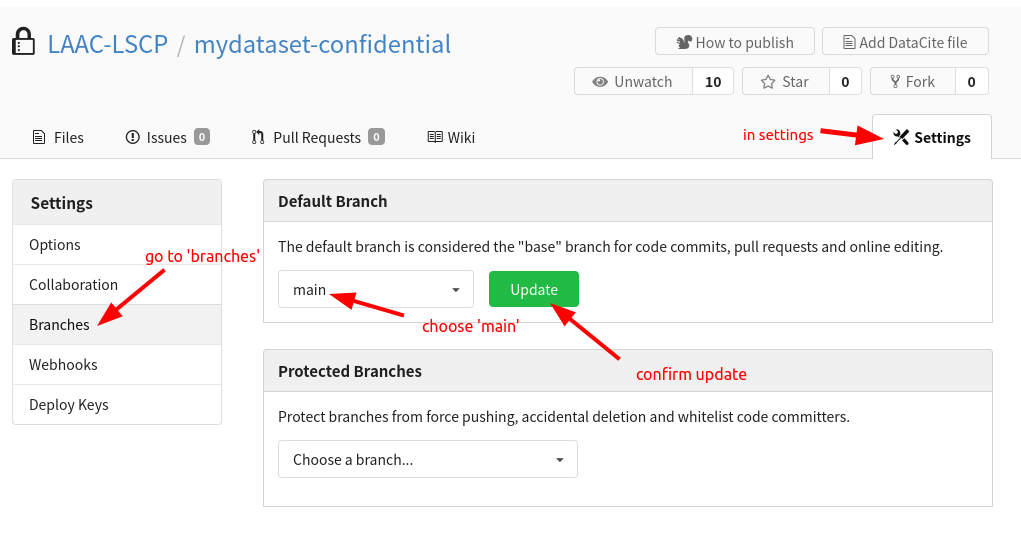 LAAC-LSCP / mydataset-confidential
How to publish
Add DataCite file
Unwatch 10
Star 0
Fork 0
Files
Issues 0
Pull Requests 0
Wiki
in settings
Settings
Settings
Options
go to 'branches'
Collaboration
Branches
Webhooks
Deploy Keys
Default Branch
The default branch is considered the "base" branch for code commits, pull requests and online editing.
main
Update
choose 'main'
confirm update
Protected Branches
Protect branches from force pushing, accidental deletion and whitelist code committers.
Choose a branch...